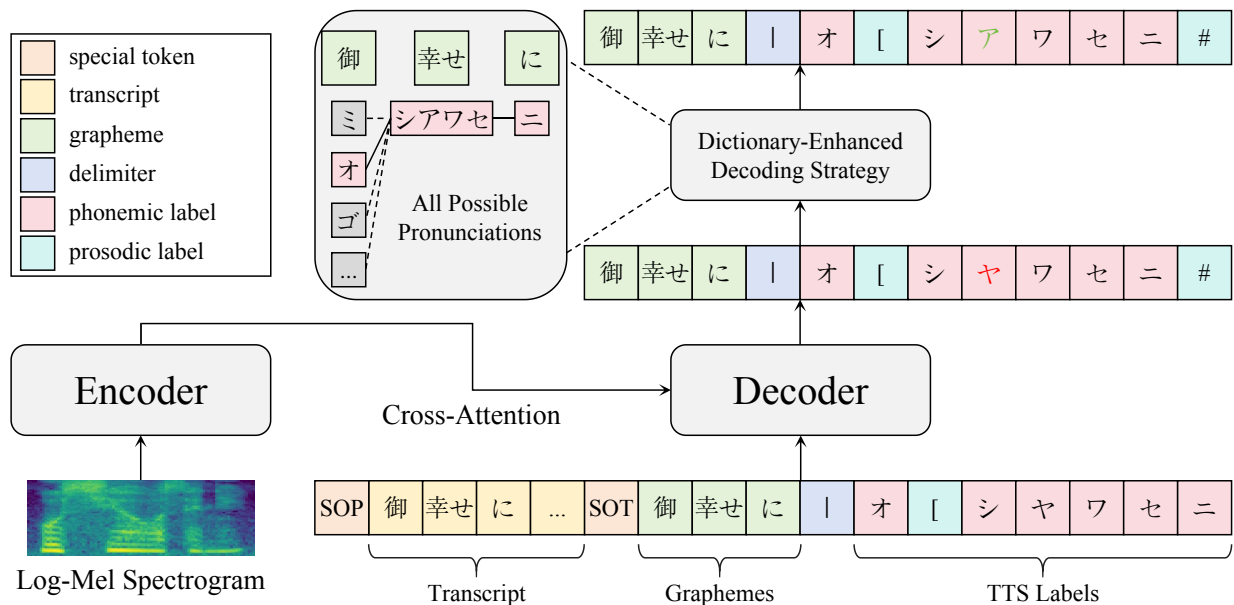 special token
transcript
grapheme
delimiter
phonemic label
prosodic label
御 幸せ に
ミ シアワセ ニ
オ
ゴ
...
All Possible
Pronunciations
御 幸せ に | オ [ シ ア ワ セ ニ #
Dictionary-Enhanced
Decoding Strategy
御 幸せ に | オ [ シ ヤ ワ セ ニ #
Encoder
Cross-Attention
Decoder
Log-Mel Spectrogram
SOP 御 幸せ に ... SOT 御 幸せ に | オ [ シ ヤ ワ セ ニ
Transcript
Graphemes
TTS Labels